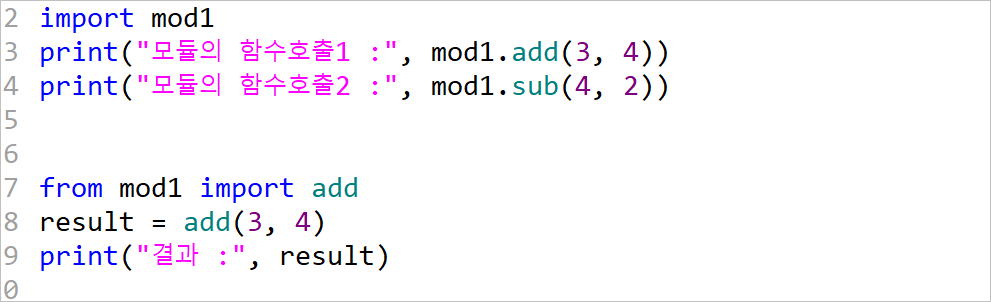 2 import mod1
3 print("모듈의 함수호출1 :", mod1.add(3, 4))
4 print("모듈의 함수호출2 :", mod1.sub(4, 2))
5
6
7 from mod1 import add
8 result = add(3, 4)
9 print("결과 :", result)
0